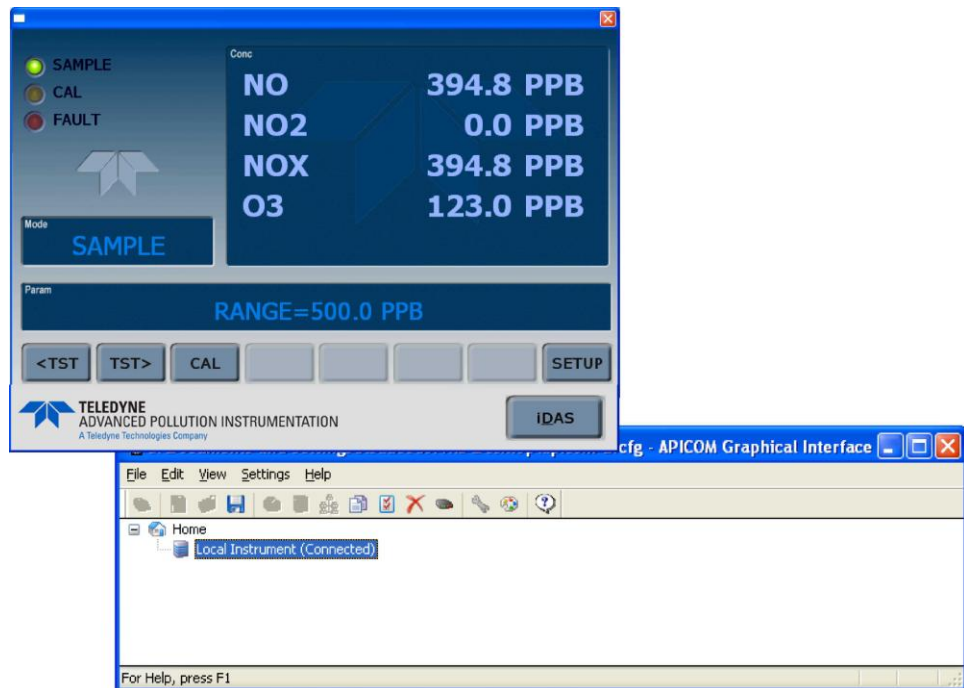 SAMPLE
CAL
FAULT
Conc
NO 394.8 PPB
NO2 0.0 PPB
NOX 394.8 PPB
O3 123.0 PPB
Mode
SAMPLE
Param
RANGE=500.0 PPB
<TST TST> CAL SETUP
TELEDYNE
ADVANCED POLLUTION INSTRUMENTATION
A Teledyne Technologies Company
iDAS
cfg - APICOM Graphical Interface
File Edit View Settings Help
Home
Local Instrument (Connected)
For Help, press F1